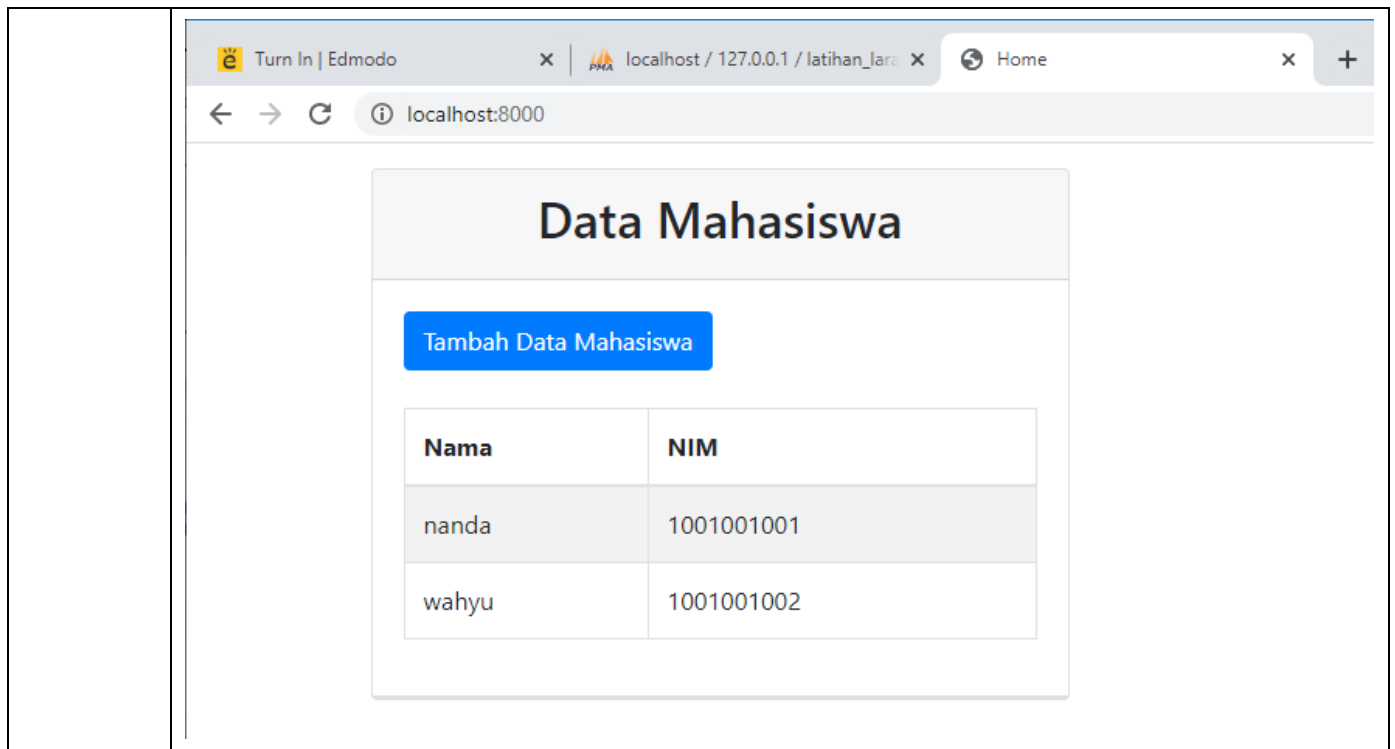 Turn In | Edmodo
localhost / 127.0.0.1 / latihan_lara
Home
localhost:8000
Data Mahasiswa
Tambah Data Mahasiswa
Nama NIM
nanda 1001001001
wahyu 1001001002